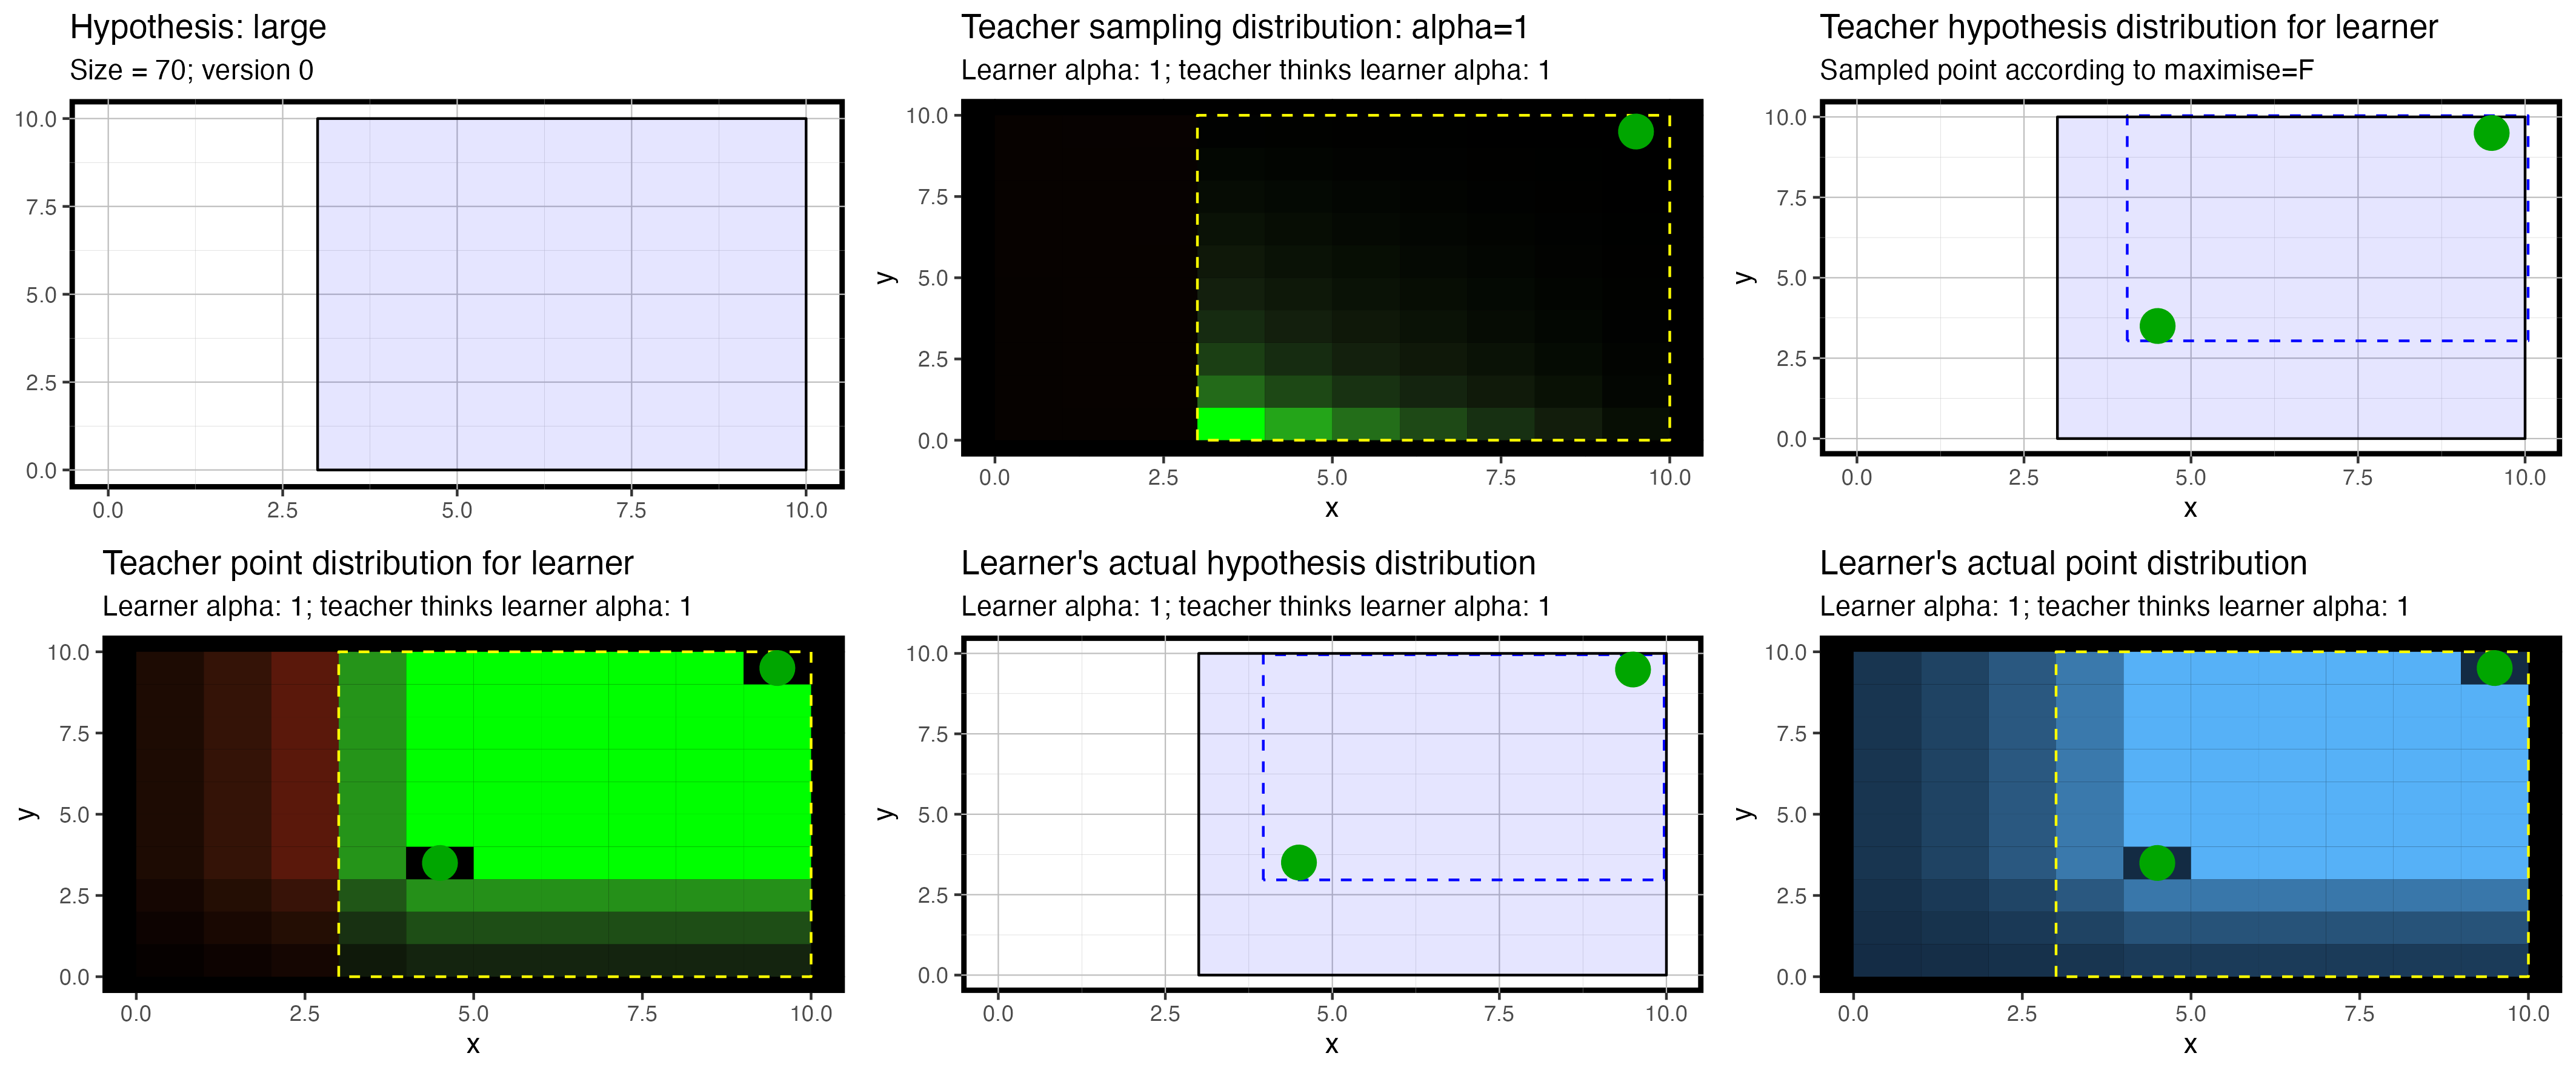 Hypothesis: large
Size = 70; version 0
10.0
7.5
5.0
2.5
0.0
0.0 2.5 5.0 7.5 10.0
Teacher sampling distribution: alpha=1
Learner alpha: 1; teacher thinks learner alpha: 1
y
10.0
7.5
5.0
2.5
0.0
0.0 2.5 5.0 7.5 10.0
x
Teacher hypothesis distribution for learner
Sampled point according to maximise=F
y
10.0
7.5
5.0
2.5
0.0
0.0 2.5 5.0 7.5 10.0
x
Teacher point distribution for learner
Learner alpha: 1; teacher thinks learner alpha: 1
y
10.0
7.5
5.0
2.5
0.0
0.0 2.5 5.0 7.5 10.0
x
Learner's actual hypothesis distribution
Learner alpha: 1; teacher thinks learner alpha: 1
y
10.0
7.5
5.0
2.5
0.0
0.0 2.5 5.0 7.5 10.0
x
Learner's actual point distribution
Learner alpha: 1; teacher thinks learner alpha: 1
y
10.0
7.5
5.0
2.5
0.0
0.0 2.5 5.0 7.5 10.0
x